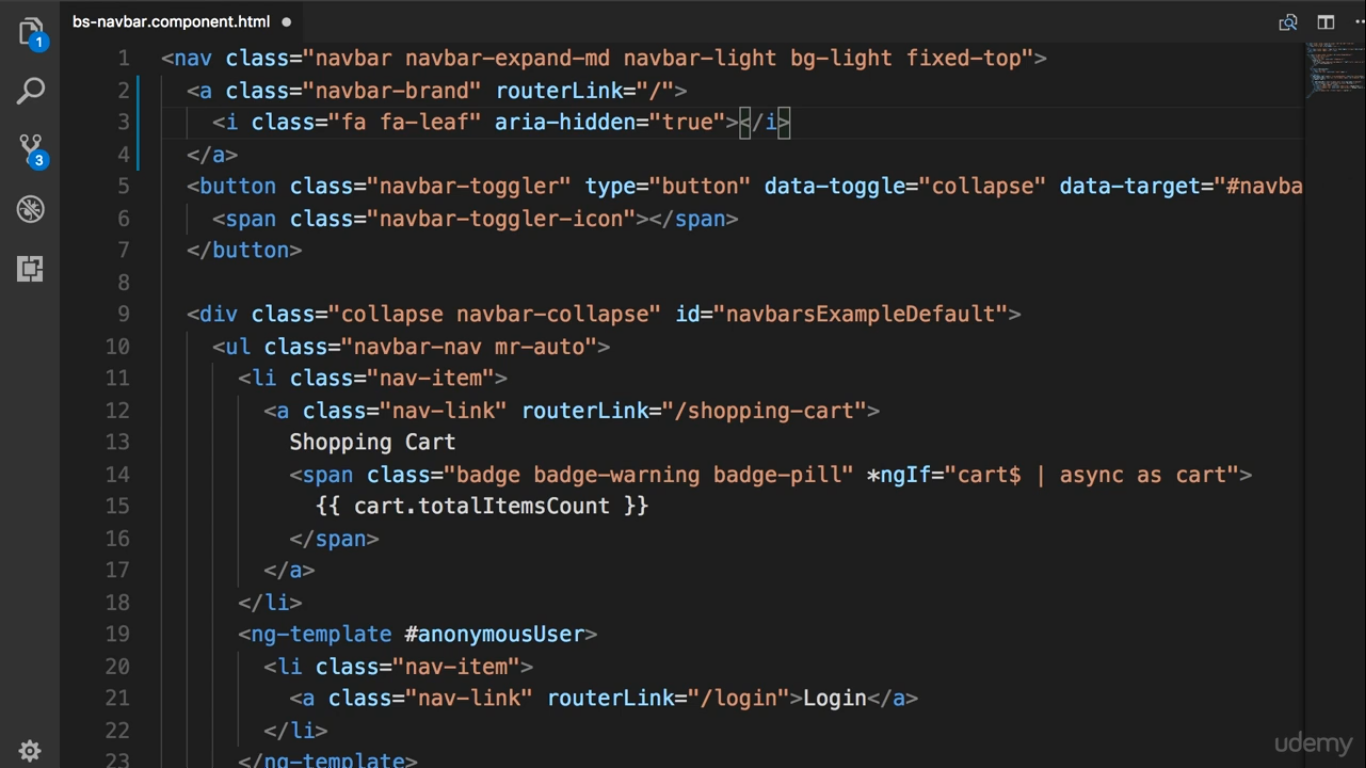 bs-navbar.component.html
1 <nav class="navbar navbar-expand-md navbar-light bg-light fixed-top">
2 <a class="navbar-brand" routerLink="/">
3 <i class="fa fa-leaf" aria-hidden="true"></i>
4 </a>
5 <button class="navbar-toggler" type="button" data-toggle="collapse" data-target="#navba
6 <span class="navbar-toggler-icon"></span>
7 </button>
8
9 <div class="collapse navbar-collapse" id="navbarsExampleDefault">
10 <ul class="navbar-nav mr-auto">
11 <li class="nav-item">
12 <a class="nav-link" routerLink="/shopping-cart">
13 Shopping Cart
14 <span class="badge badge-warning badge-pill" *ngIf="cart$ | async as cart">
15 {{ cart.totalItemsCount }}
16 </span>
17 </a>
18 </li>
19 <ng-template #anonymousUser>
20 <li class="nav-item">
21 <a class="nav-link" routerLink="/login">Login</a>
22 </li>
23 </ng-template>
1
3
udemy